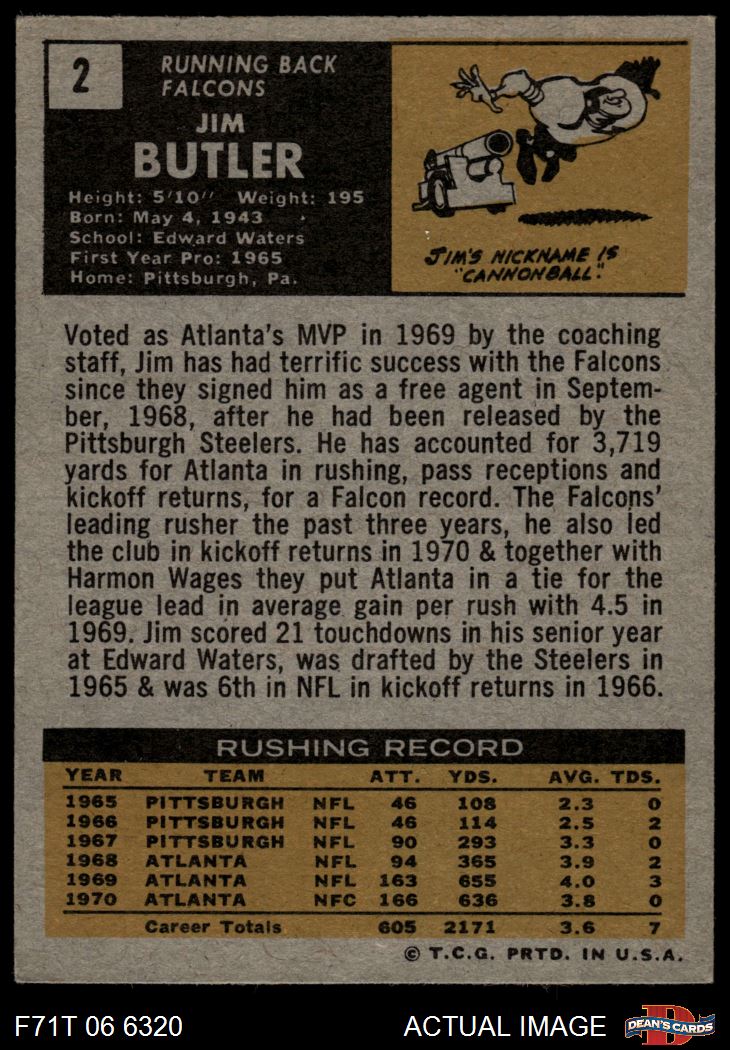 2
RUNNING BACK
FALCONS
JIM
BUTLER
Height: 5'10" Weight: 195
Born: May 4, 1943
School: Edward Waters
First Year Pro: 1965
Home: Pittsburgh, Pa.
JIM'S NICKNAME IS
"CANNONBALL."
Voted as Atlanta's MVP in 1969 by the coaching
staff, Jim has had terrific success with the Falcons
since they signed him as a free agent in Septem-
ber, 1968, after he had been released by the
Pittsburgh Steelers. He has accounted for 3,719
yards for Atlanta in rushing, pass receptions and
kickoff returns, for a Falcon record. The Falcons'
leading rusher the past three years, he also led
the club in kickoff returns in 1970 & together with
Harmon Wages they put Atlanta in a tie for the
league lead in average gain per rush with 4.5 in
1969. Jim scored 21 touchdowns in his senior year
at Edward Waters, was drafted by the Steelers in
1965 & was 6th in NFL in kickoff returns in 1966.
RUSHING RECORD
YEAR TEAM ATT. YDS. AVG. TDS.
1965 PITTSBURGH NFL 46 108 2.3 0
1966 PITTSBURGH NFL 46 114 2.5 2
1967 PITTSBURGH NFL 90 293 3.3 0
1968 ATLANTA NFL 94 365 3.9 2
1969 ATLANTA NFL 163 655 4.0 3
1970 ATLANTA NFC 166 636 3.8 0
Career Totals 605 2171 3.6 7
© T.C.G. PRTD. IN U.S.A.
F71T 06 6320 ACTUAL IMAGE
D
DEAN'S CARDS